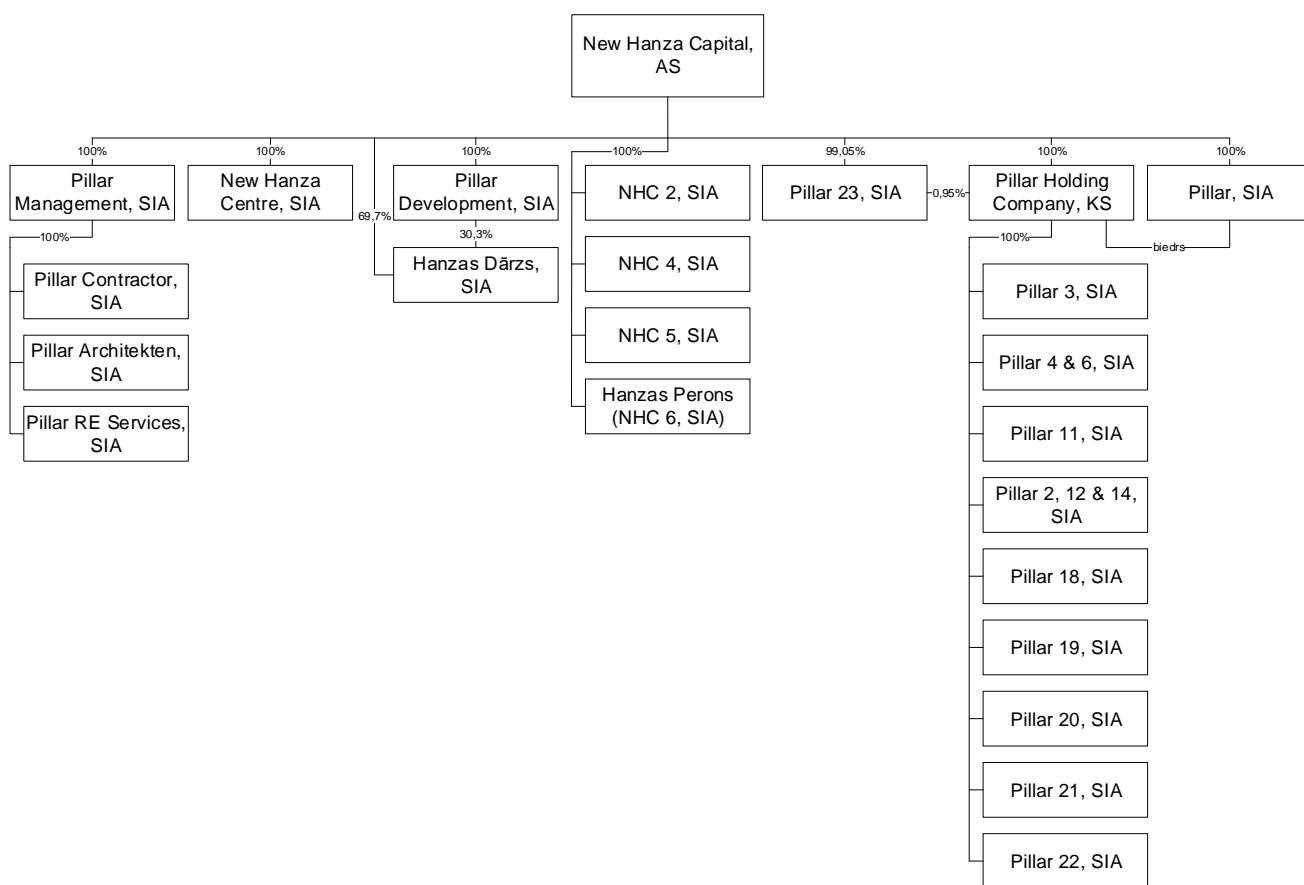 New Hanza Capital,
AS
100%
100%
100%
100%
99,05%
100%
100%
Pillar
Management, SIA
New Hanza
Centre, SIA
69,7%
Pillar
Development, SIA
NHC 2, SIA
Pillar 23, SIA
0,95%
Pillar Holding
Company, KS
Pillar, SIA
100%
30,3%
100%
biedrs
Pillar Contractor,
SIA
Hanzas Dārzs,
SIA
NHC 4, SIA
Pillar 3, SIA
Pillar Architekten,
SIA
NHC 5, SIA
Pillar 4 & 6, SIA
Pillar RE Services,
SIA
Hanzas Perons
(NHC 6, SIA)
Pillar 11, SIA
Pillar 2, 12 & 14,
SIA
Pillar 18, SIA
Pillar 19, SIA
Pillar 20, SIA
Pillar 21, SIA
Pillar 22, SIA